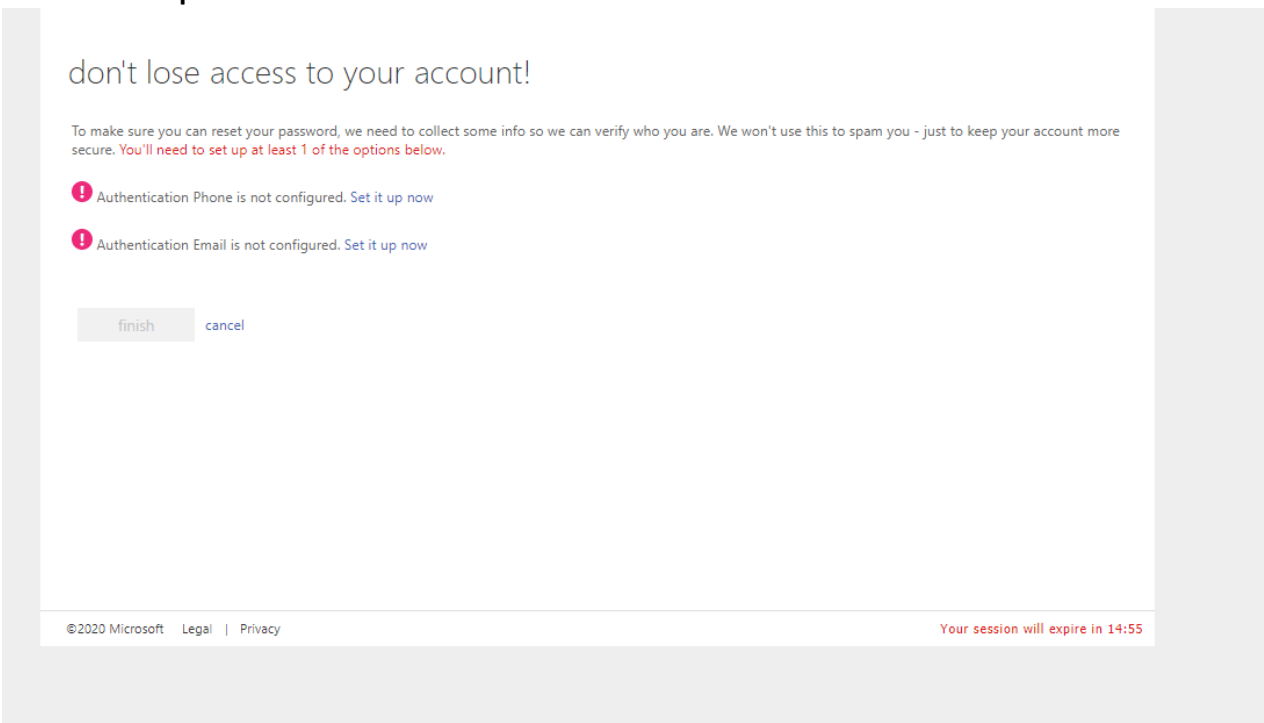 don't lose access to your account!
To make sure you can reset your password, we need to collect some info so we can verify who you are. We won't use this to spam you - just to keep your account more
secure. You'll need to set up at least 1 of the options below.
! Authentication Phone is not configured. Set it up now
! Authentication Email is not configured. Set it up now
finish cancel
©2020 Microsoft Legal | Privacy Your session will expire in 14:55